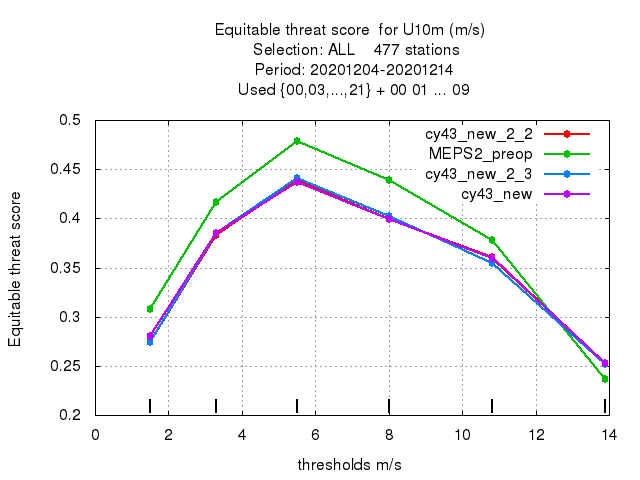 Equitable threat score  for U10m (m/s)
Selection: ALL    477 stations
Period: 20201204-20201214
Used {00,03,...,21} + 00 01 ... 09
cy43_new_2_2
MEPS2_preop
cy43_new_2_3
cy43_new
Equitable threat score
0.5
0.45
0.4
0.35
0.3
0.25
0.2
0 2 4 6 8 10 12 14
thresholds m/s